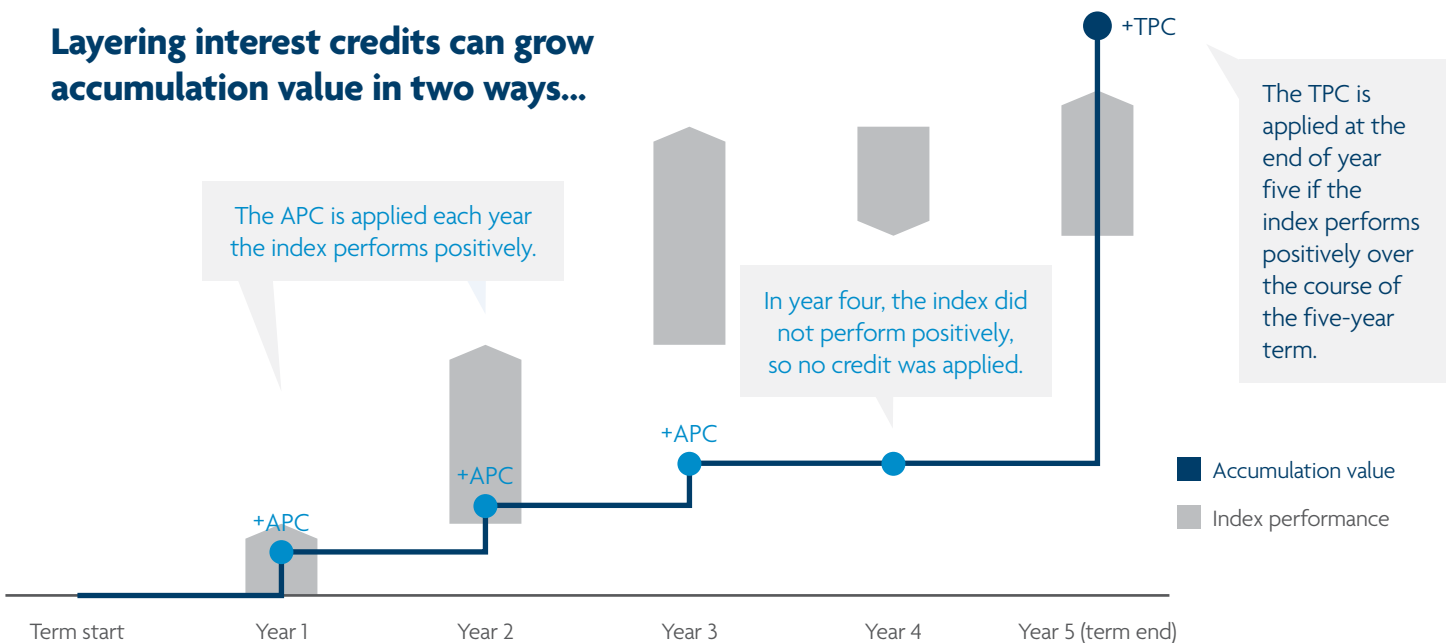 Layering interest credits can grow
accumulation value in two ways...
+TPC
The TPC is
applied at the
end of year
five if the
index performs
positively over
the course of
the five-year
term.
The APC is applied each year
the index performs positively.
In year four, the index did
not perform positively,
so no credit was applied.
+APC
+APC
+APC
Accumulation value
Index performance
Term start
Year 1
Year 2
Year 3
Year 4
Year 5 (term end)